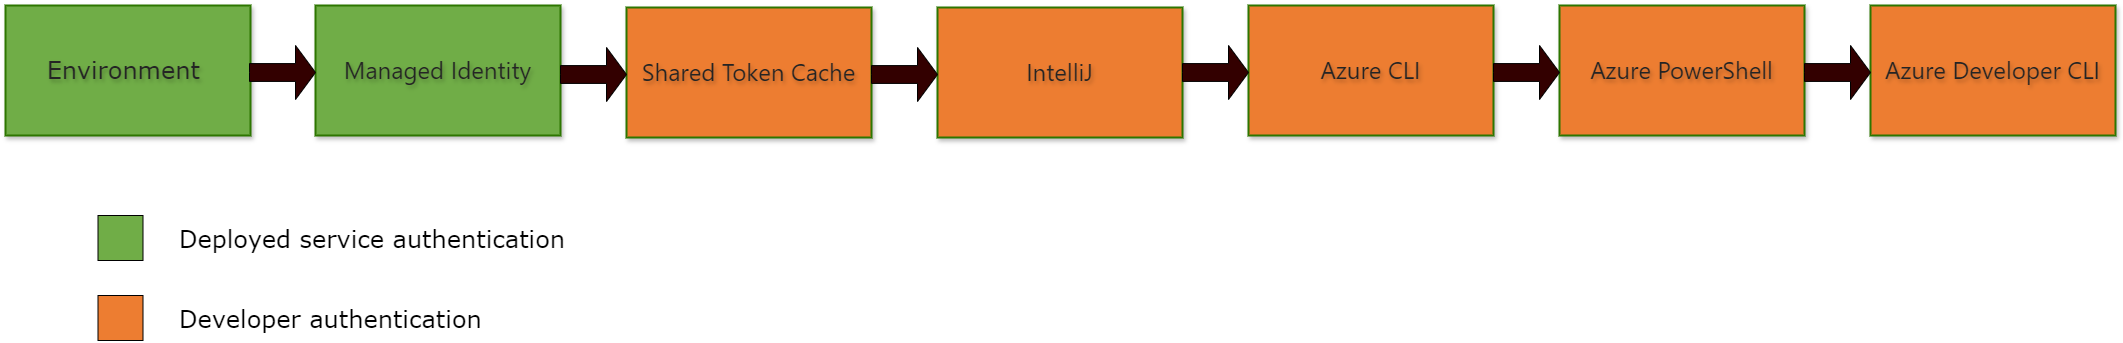 Environment
Managed Identity
Shared Token Cache
IntelliJ
Azure CLI
Azure PowerShell
Azure Developer CLI
Deployed service authentication
Developer authentication